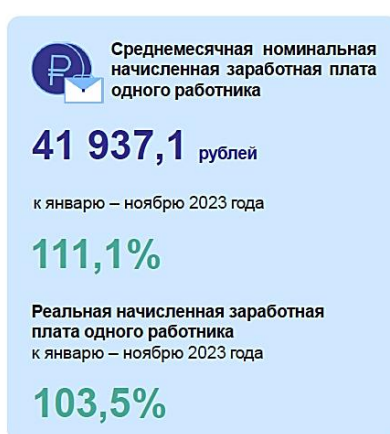 Среднемесячная номинальная
начисленная заработная плата
одного работника
41 937,1 рублей
к январю – ноябрю 2023 года
111,1%
Реальная начисленная заработная
плата одного работника
к январю – ноябрю 2023 года
103,5%